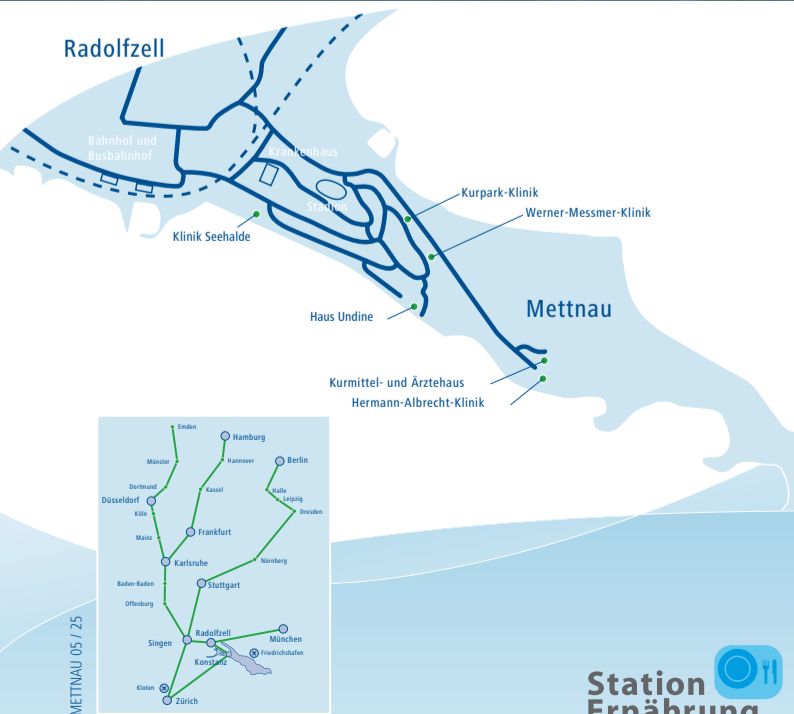 Radolfzell
Bahnhof und
Busbahnhof
Krankenhaus
Stadion
Klinik Seehalde
Kurpark-Klinik
Werner-Messmer-Klinik
Haus Undine
Mettnau
Kurmittel- und Ärztehaus
Hermann-Albrecht-Klinik
Emden
Hamburg
Münster
Hannover
Berlin
Dortmund
Kassel
Halle
Düsseldorf
Leipzig
Köln
Dresden
Frankfurt
Mainz
Karlsruhe
Nürnberg
Baden-Baden
Stuttgart
Offenburg
Radolfzell
Singen
München
Friedrichshafen
Konstanz
Kloten
Zürich
METTNAU 05 / 25
Station
Ernährung